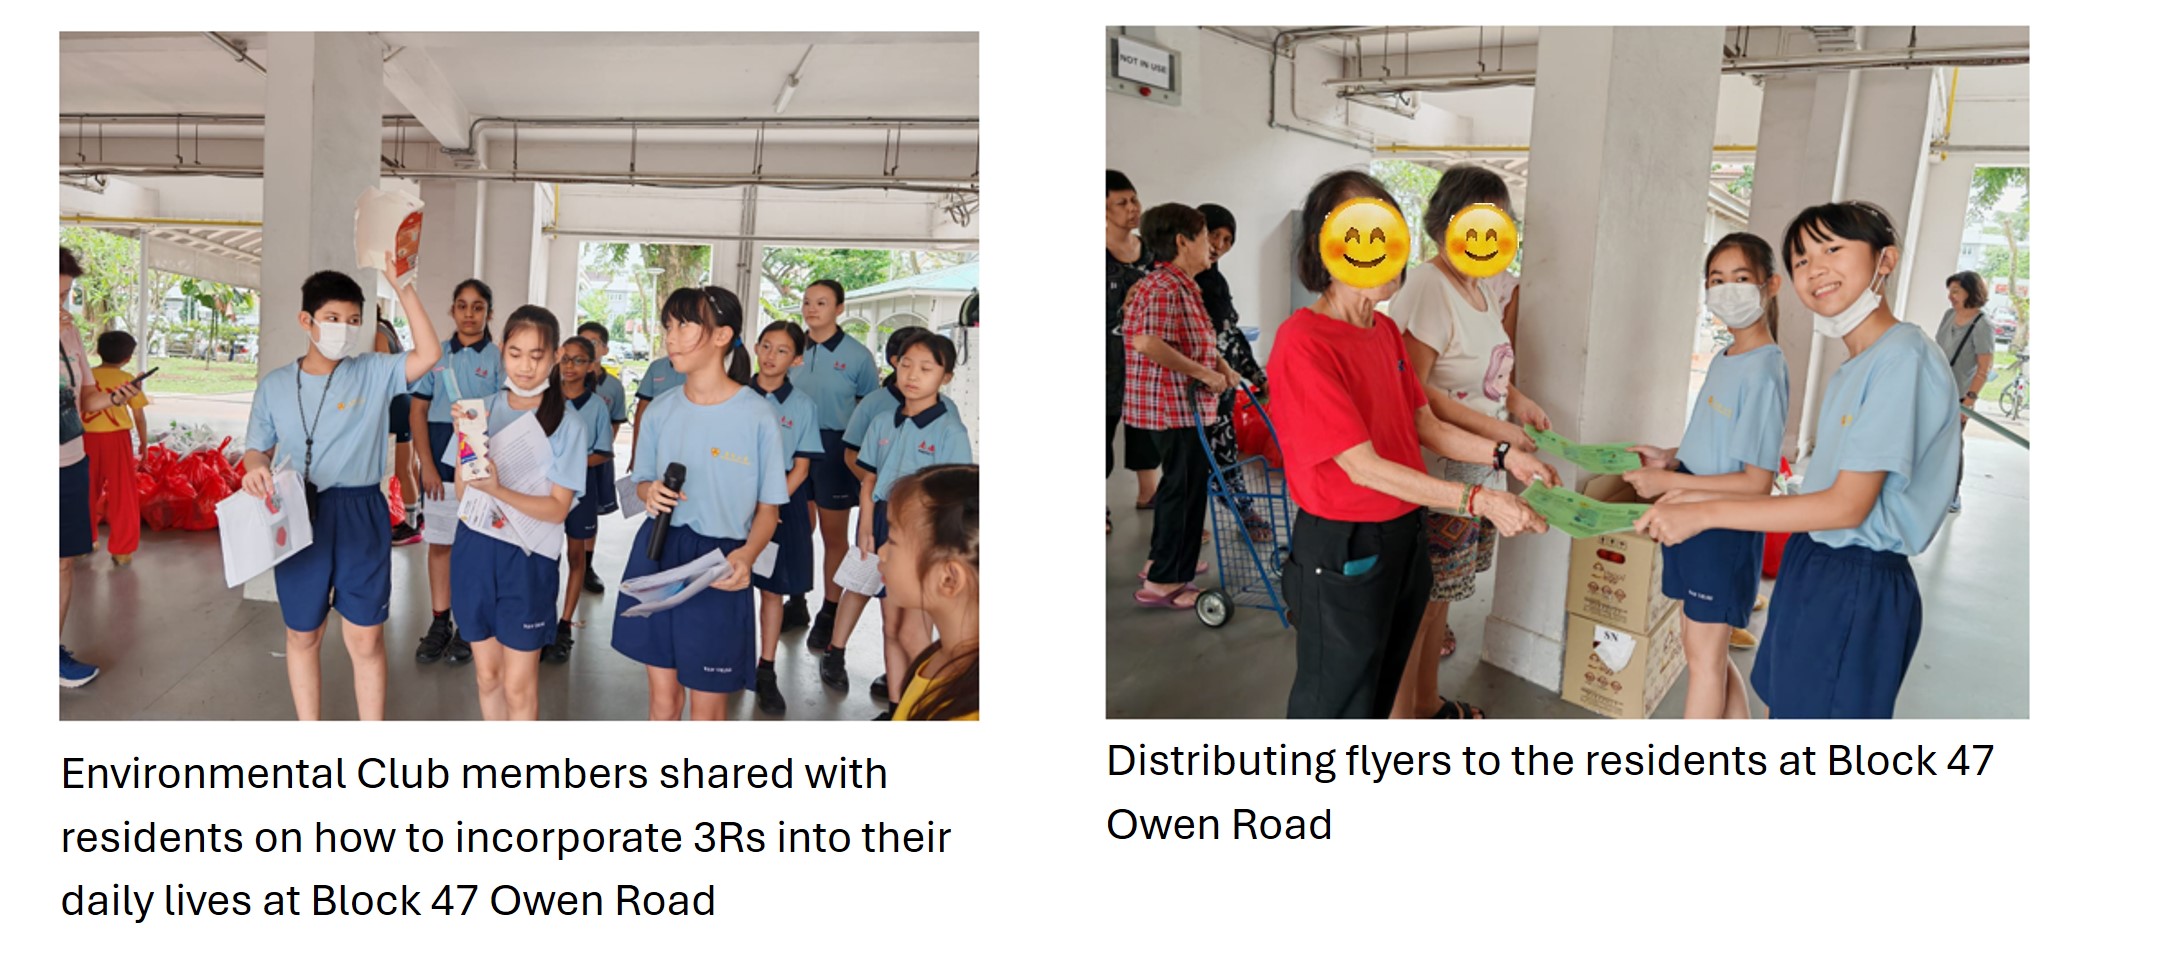 NOT IN USE
SN
Environmental Club members shared with
residents on how to incorporate 3Rs into their
daily lives at Block 47 Owen Road
Distributing flyers to the residents at Block 47
Owen Road